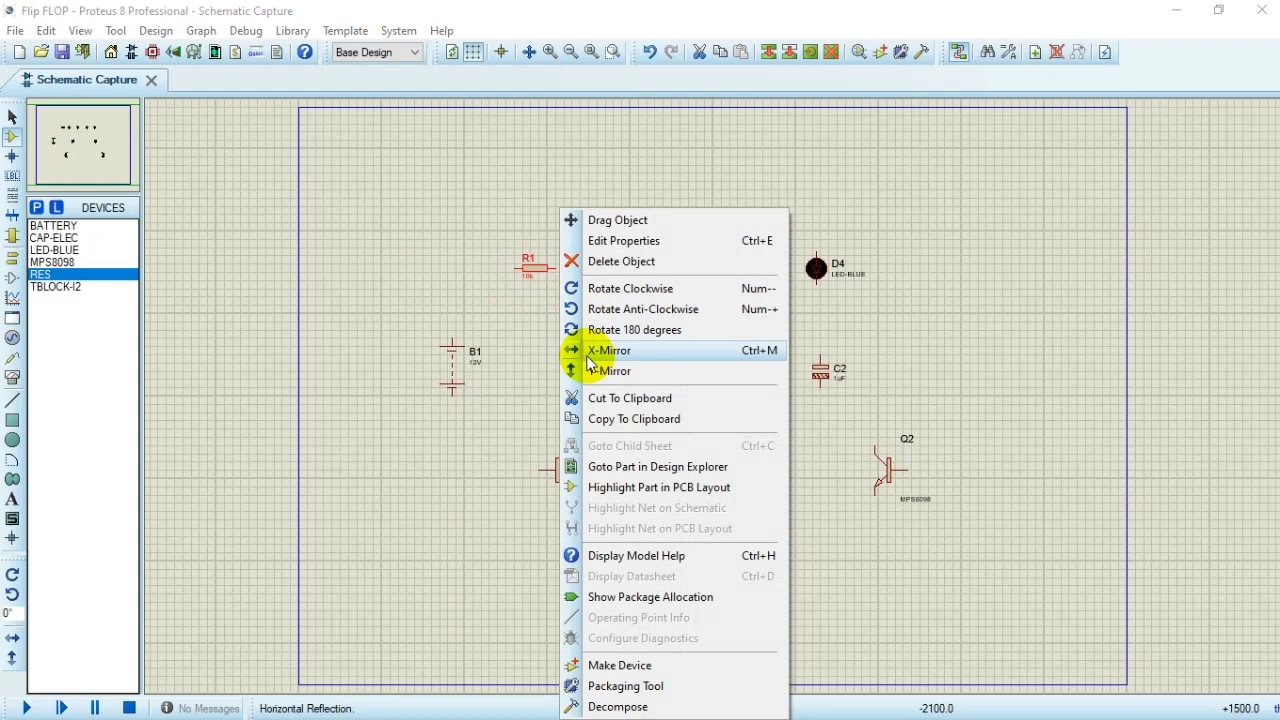 Flip FLOP - Proteus 8 Professional - Schematic Capture
File Edit View Tool Design Graph Debug Library Template System Help
Base Design
Schematic Capture
P L DEVICES
BATTERY
CAP-ELEC
LED-BLUE
MPS8098
RES
TBLOCK-I2
LBL
A
0°
R1
10k
B1
12V
D4
LED-BLUE
C2
1uF
Q2
MPS8098
Drag Object
Edit Properties Ctrl+E
Delete Object
Rotate Clockwise Num--
Rotate Anti-Clockwise Num-+
Rotate 180 degrees
X-Mirror Ctrl+M
Y-Mirror
Cut To Clipboard
Copy To Clipboard
Goto Child Sheet Ctrl+C
Goto Part in Design Explorer
Highlight Part in PCB Layout
Highlight Net on Schematic
Highlight Net on PCB Layout
Display Model Help Ctrl+H
Display Datasheet Ctrl+D
Show Package Allocation
Operating Point Info
Configure Diagnostics
Make Device
Packaging Tool
Decompose
No Messages Horizontal Reflection. -2100.0 +1500.0 th